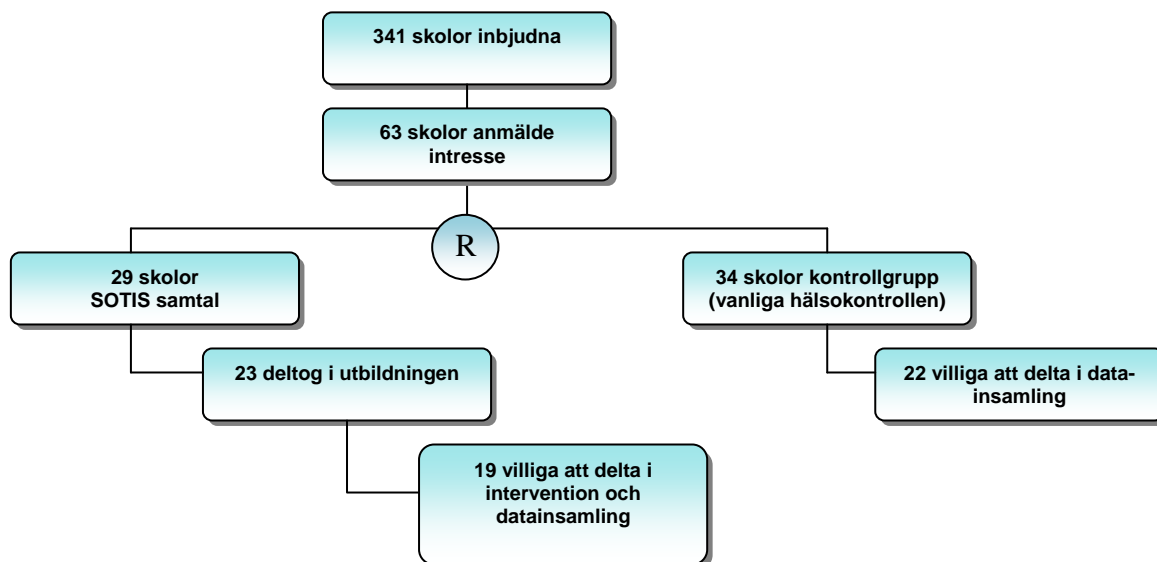 341 skolor inbjudna
63 skolor anmälde
intresse
R
29 skolor
SOTIS samtal
34 skolor kontrollgrupp
(vanliga hälsokontrollen)
23 deltog i utbildningen
22 villiga att delta i data-
insamling
19 villiga att delta i
intervention och
datainsamling